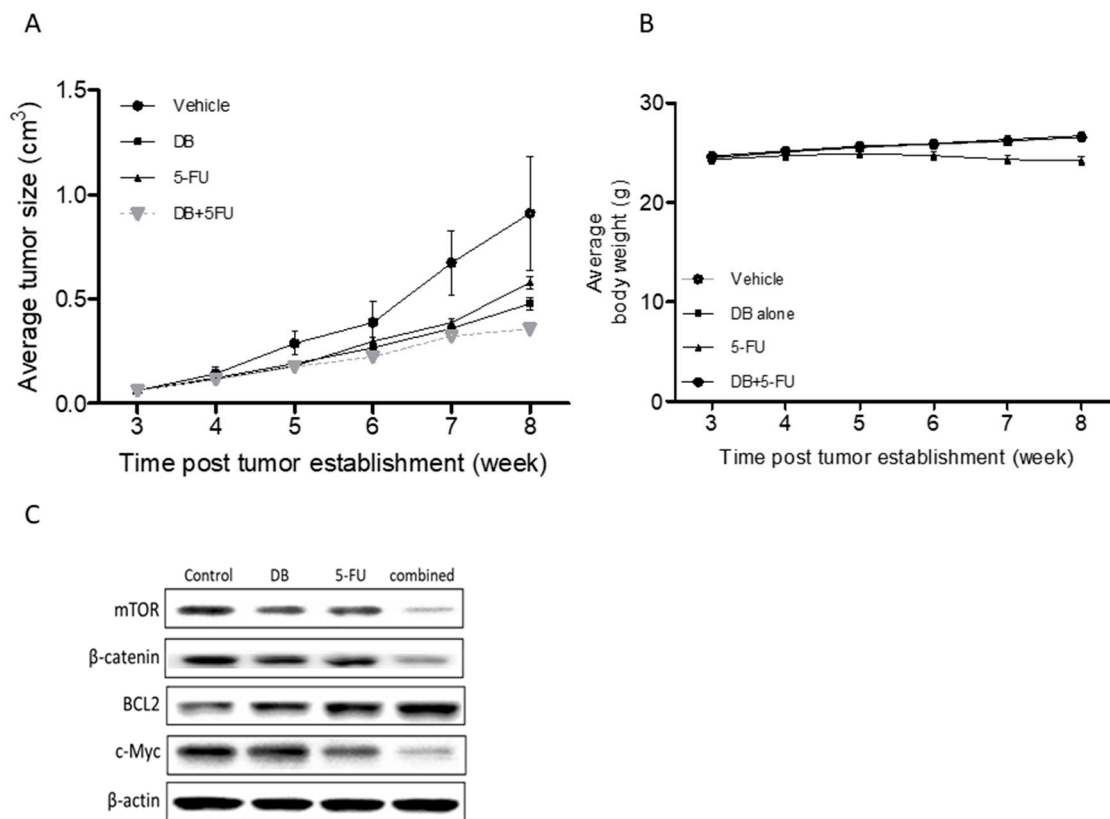 A
Average tumor size (cm³)
1.5
1.0
0.5
0.0
Vehicle
DB
5-FU
DB+5FU
3 4 5 6 7 8
Time post tumor establishment (week)
B
Average
body weight (g)
30
20
10
0
Vehicle
DB alone
5-FU
DB+5-FU
3 4 5 6 7 8
Time post tumor establishment (week)
C
Control DB 5-FU combined
mTOR
β-catenin
BCL2
c-Myc
β-actin